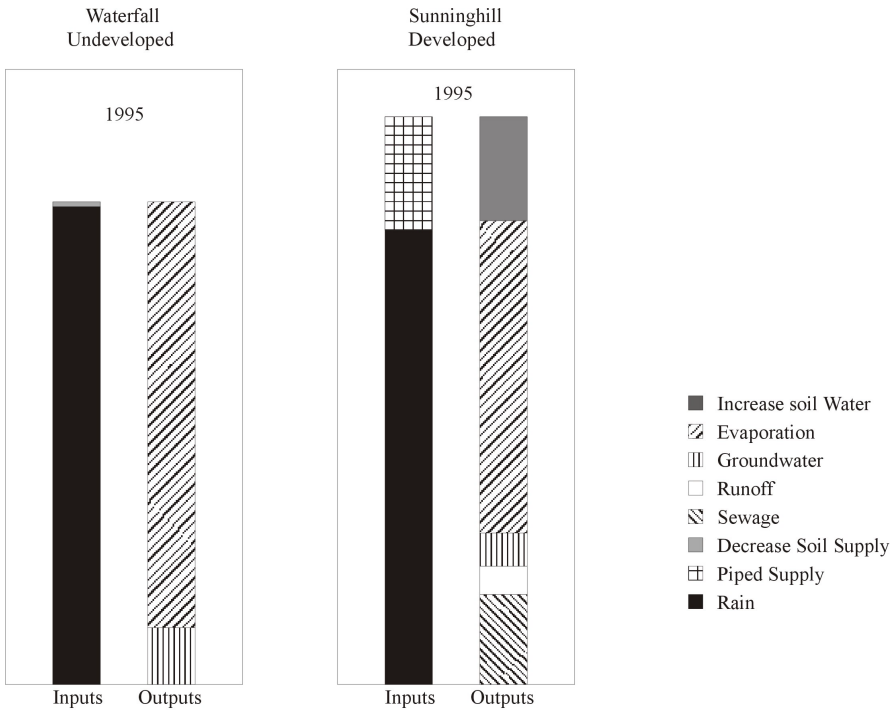 Waterfall
Undeveloped
Sunninghill
Developed
1995
1995
Increase soil Water
Evaporation
Groundwater
Runoff
Sewage
Decrease Soil Supply
Piped Supply
Rain
Inputs
Outputs
Inputs
Outputs